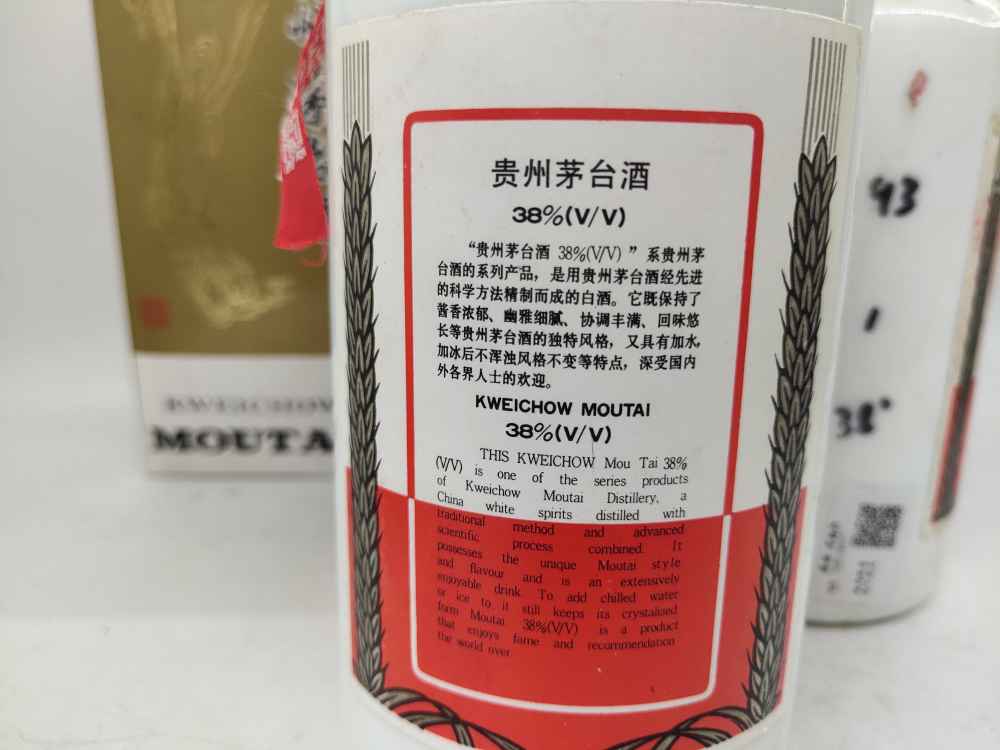 贵州茅台酒
38%(V/V)
“贵州茅台酒 38%(V/V) ” 系贵州茅
台酒的系列产品，是用贵州茅台酒经先进
的科学方法精制而成的白酒。它既保持了
酱香浓郁、幽雅细腻、协调丰满、回味悠
长等贵州茅台酒的独特风格，又具有加水，
加冰后不浑浊风格不变等特点，深受国内
外各界人士的欢迎。
KWEICHOW MOUTAI
38%(V/V)
THIS KWEICHOW Mou Tai 38%
(V/V) is one of the series products
of Kweichow Moutai Distillery, a
China white spirits distilled with
traditional method and advanced
scientific process combined. It
possesses the unique Moutai style
and flavour and is an extensively
enjoyable drink. To add chilled water
or ice to it still keeps its crystalised
form Moutai 38%(V/V) is a product
that enjoys fame and recommendation
the world over
KWEICHOW
MOUTA
93
1
38°